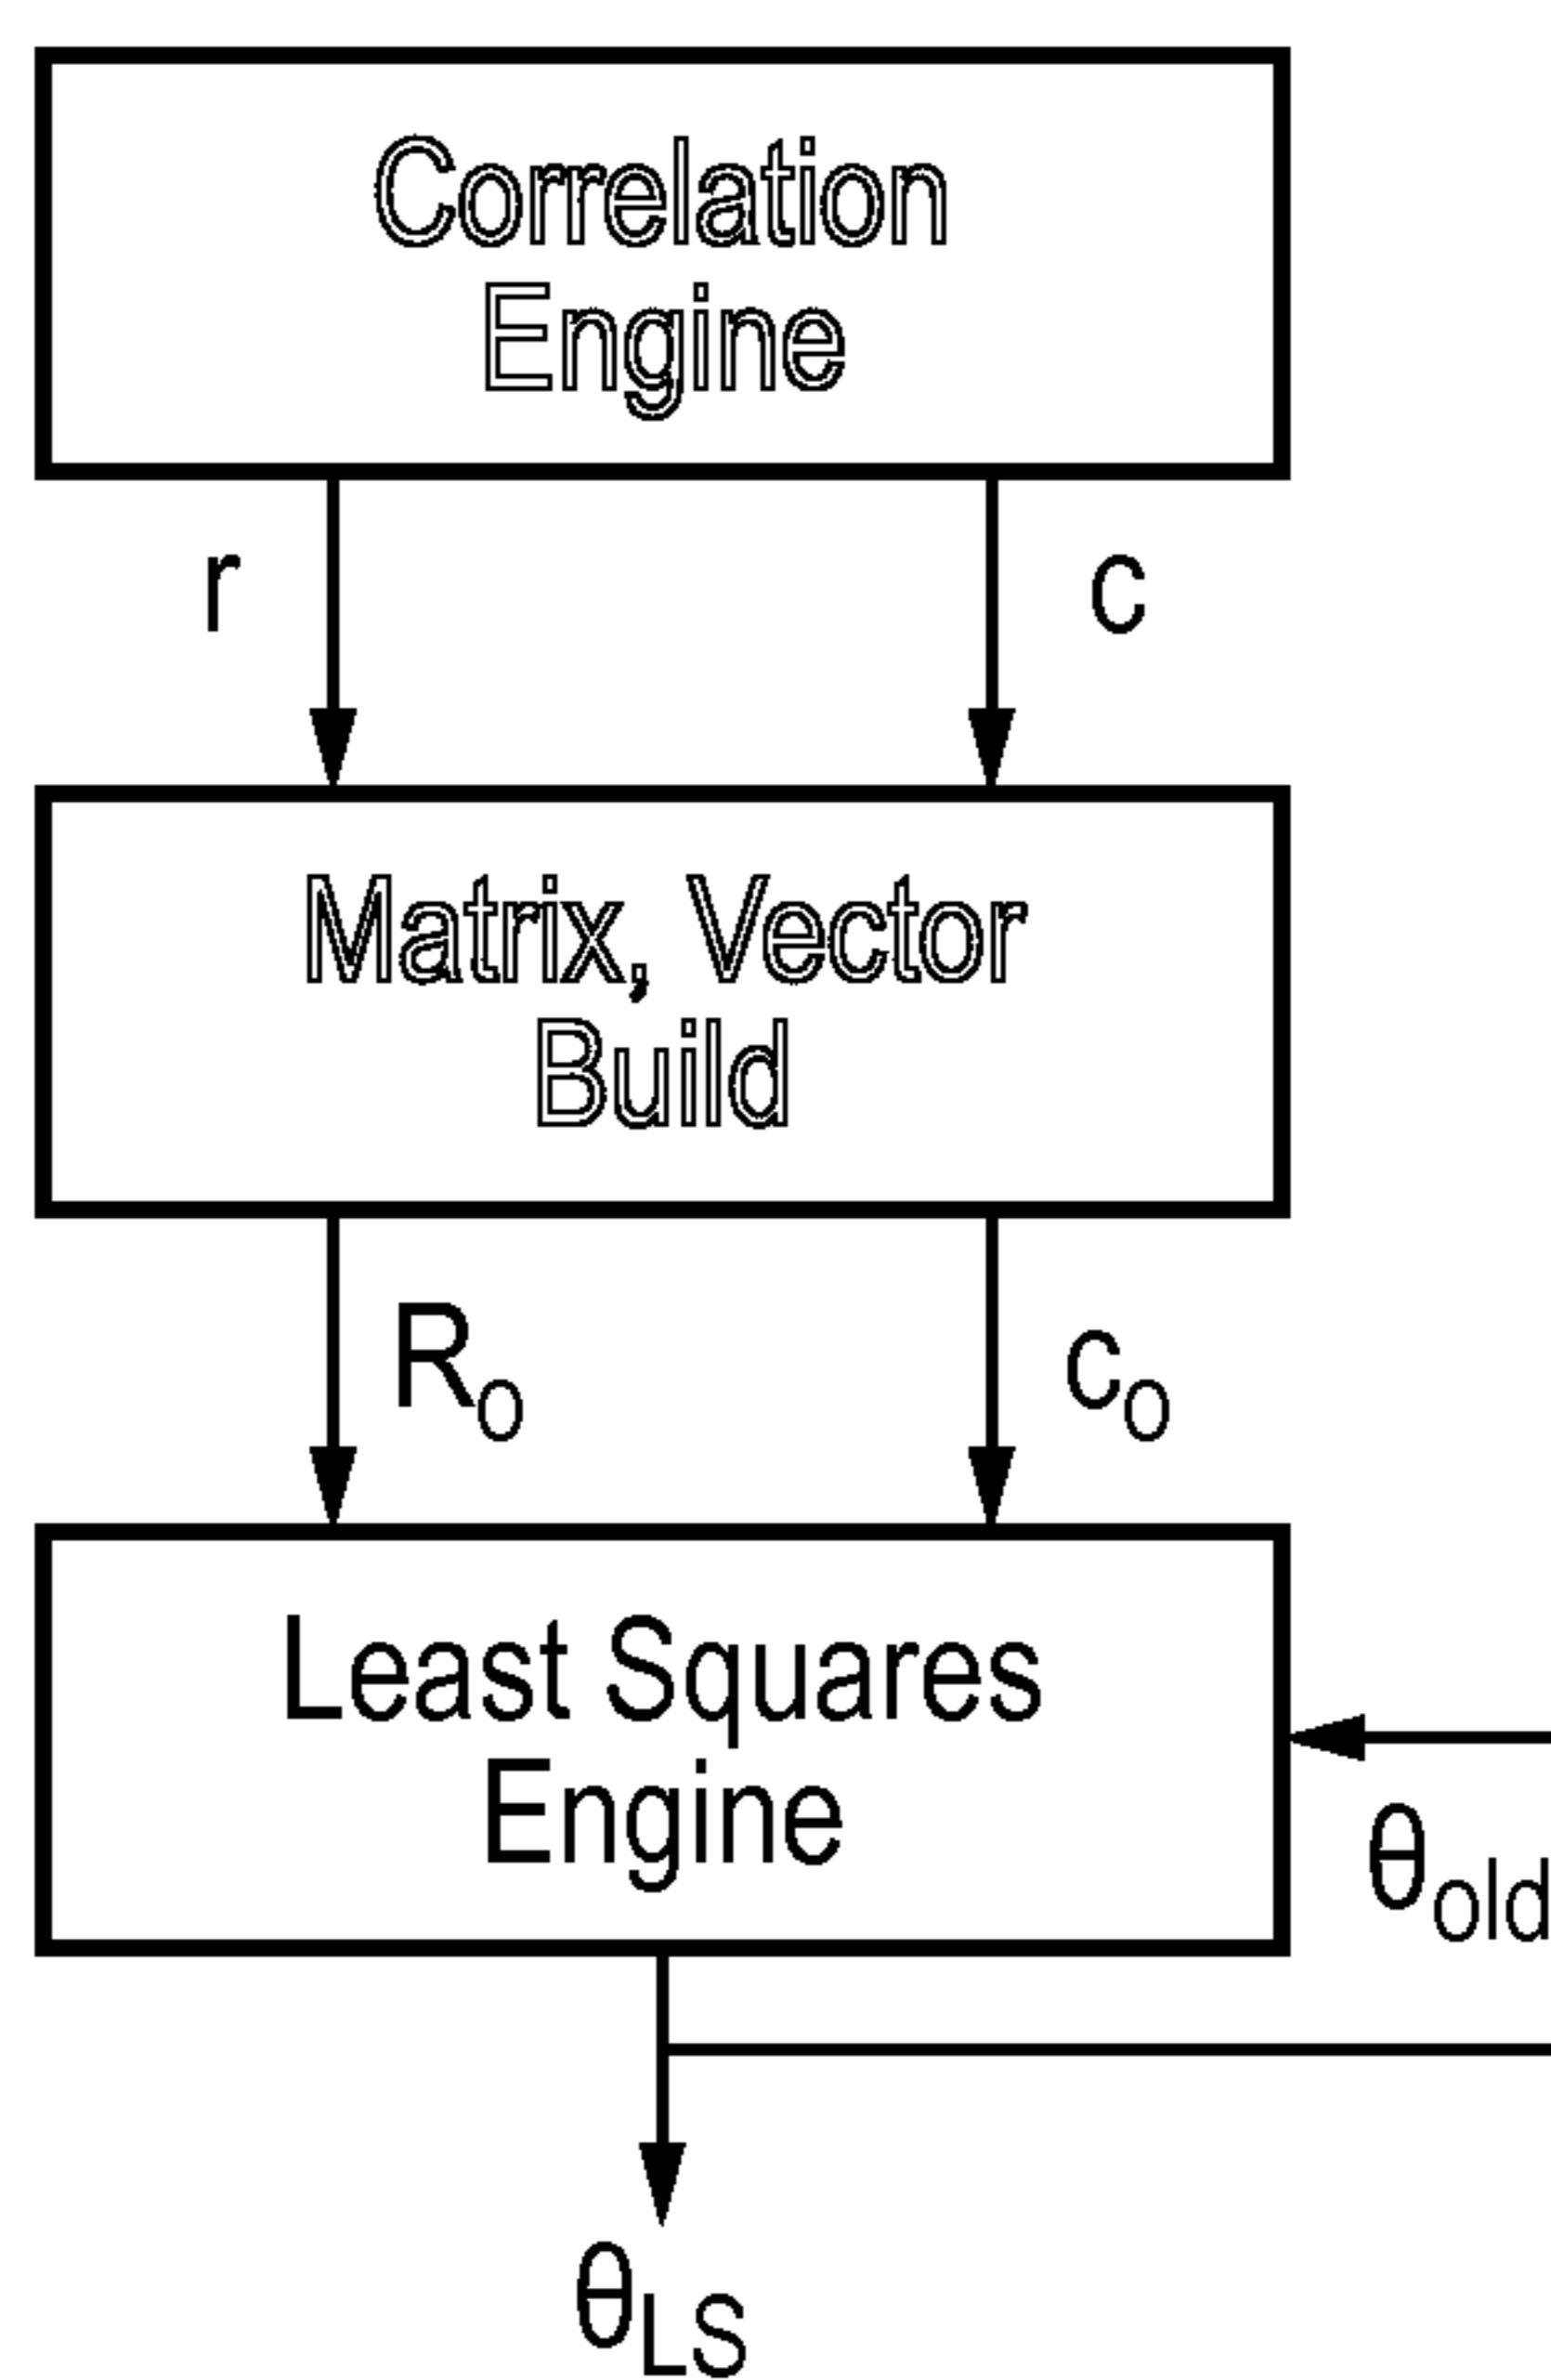 Correlation
Engine
r
c
Matrix, Vector
Build
Ro
co
Least Squares
Engine
θold
θLS